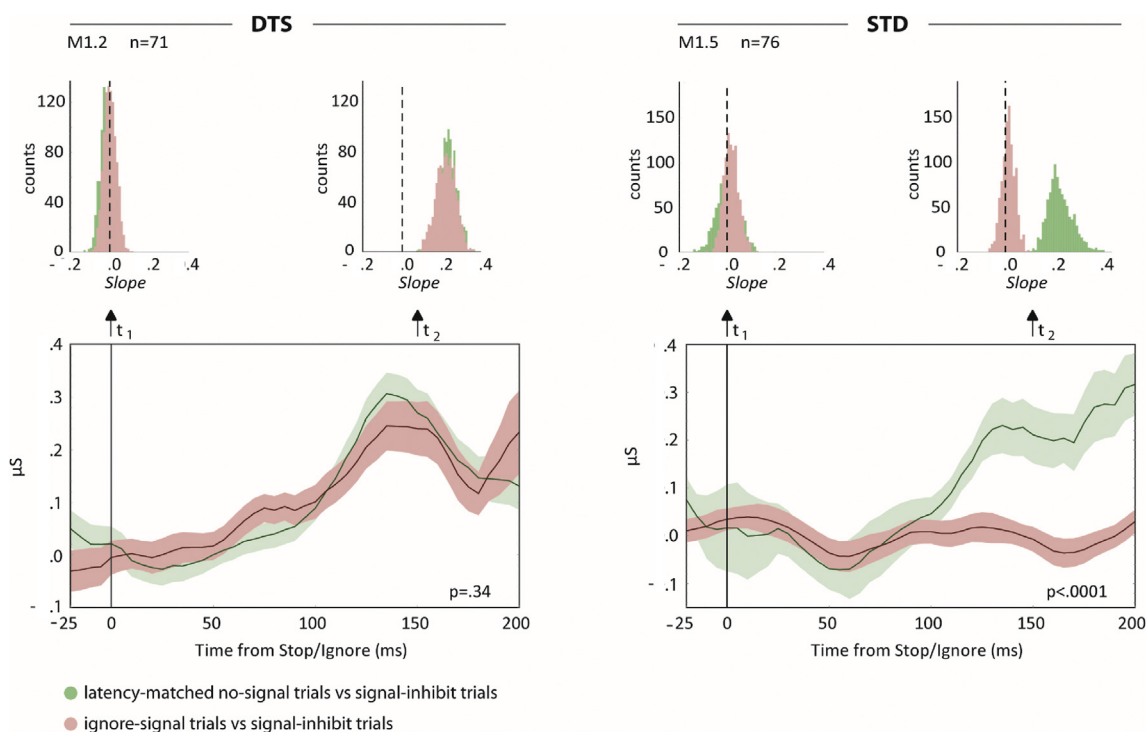 DTS
M1.2 n=71
STD
M1.5 n=76
120
80
40
0
counts
- .2 .0 .2 .4
Slope
120
80
40
0
counts
- .2 .0 .2 .4
Slope
150
100
50
0
counts
- .2 .0 .2 .4
Slope
150
100
50
0
counts
- .2 .0 .2 .4
Slope
t1
t2
t1
t2
.4
.3
.2
.1
.0
- .1
μS
p=.34
-25 0 50 100 150 200
Time from Stop/Ignore (ms)
.4
.3
.2
.1
.0
- .1
μS
p<.0001
-25 0 50 100 150 200
Time from Stop/Ignore (ms)
latency-matched no-signal trials vs signal-inhibit trials
ignore-signal trials vs signal-inhibit trials